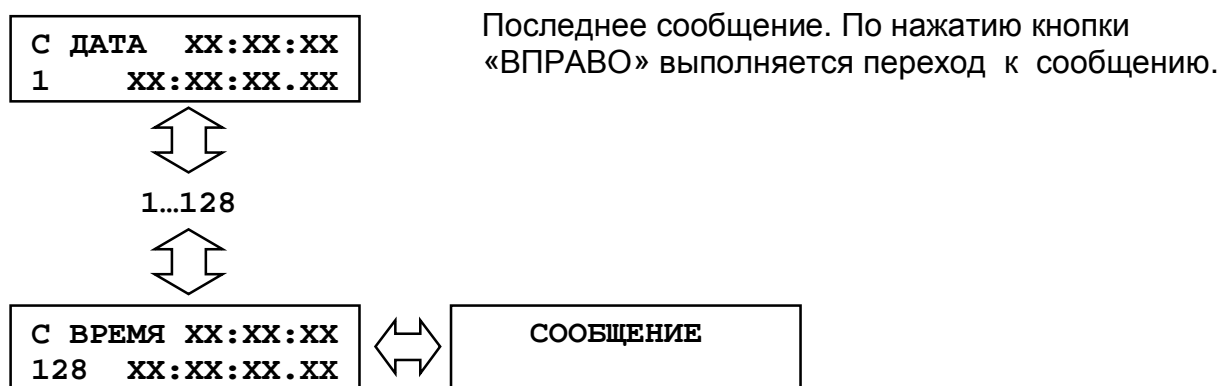 С ДАТА XX:XX:XX
1 XX:XX:XX.XX
Последнее сообщение. По нажатию кнопки
«ВПРАВО» выполняется переход к сообщению.
1…128
С ВРЕМЯ XX:XX:XX
128 XX:XX:XX.XX
СООБЩЕНИЕ